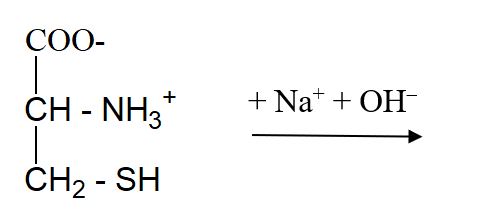 COO-
CH - NH₃⁺
+ Na⁺ + OH⁻
CH₂ - SH